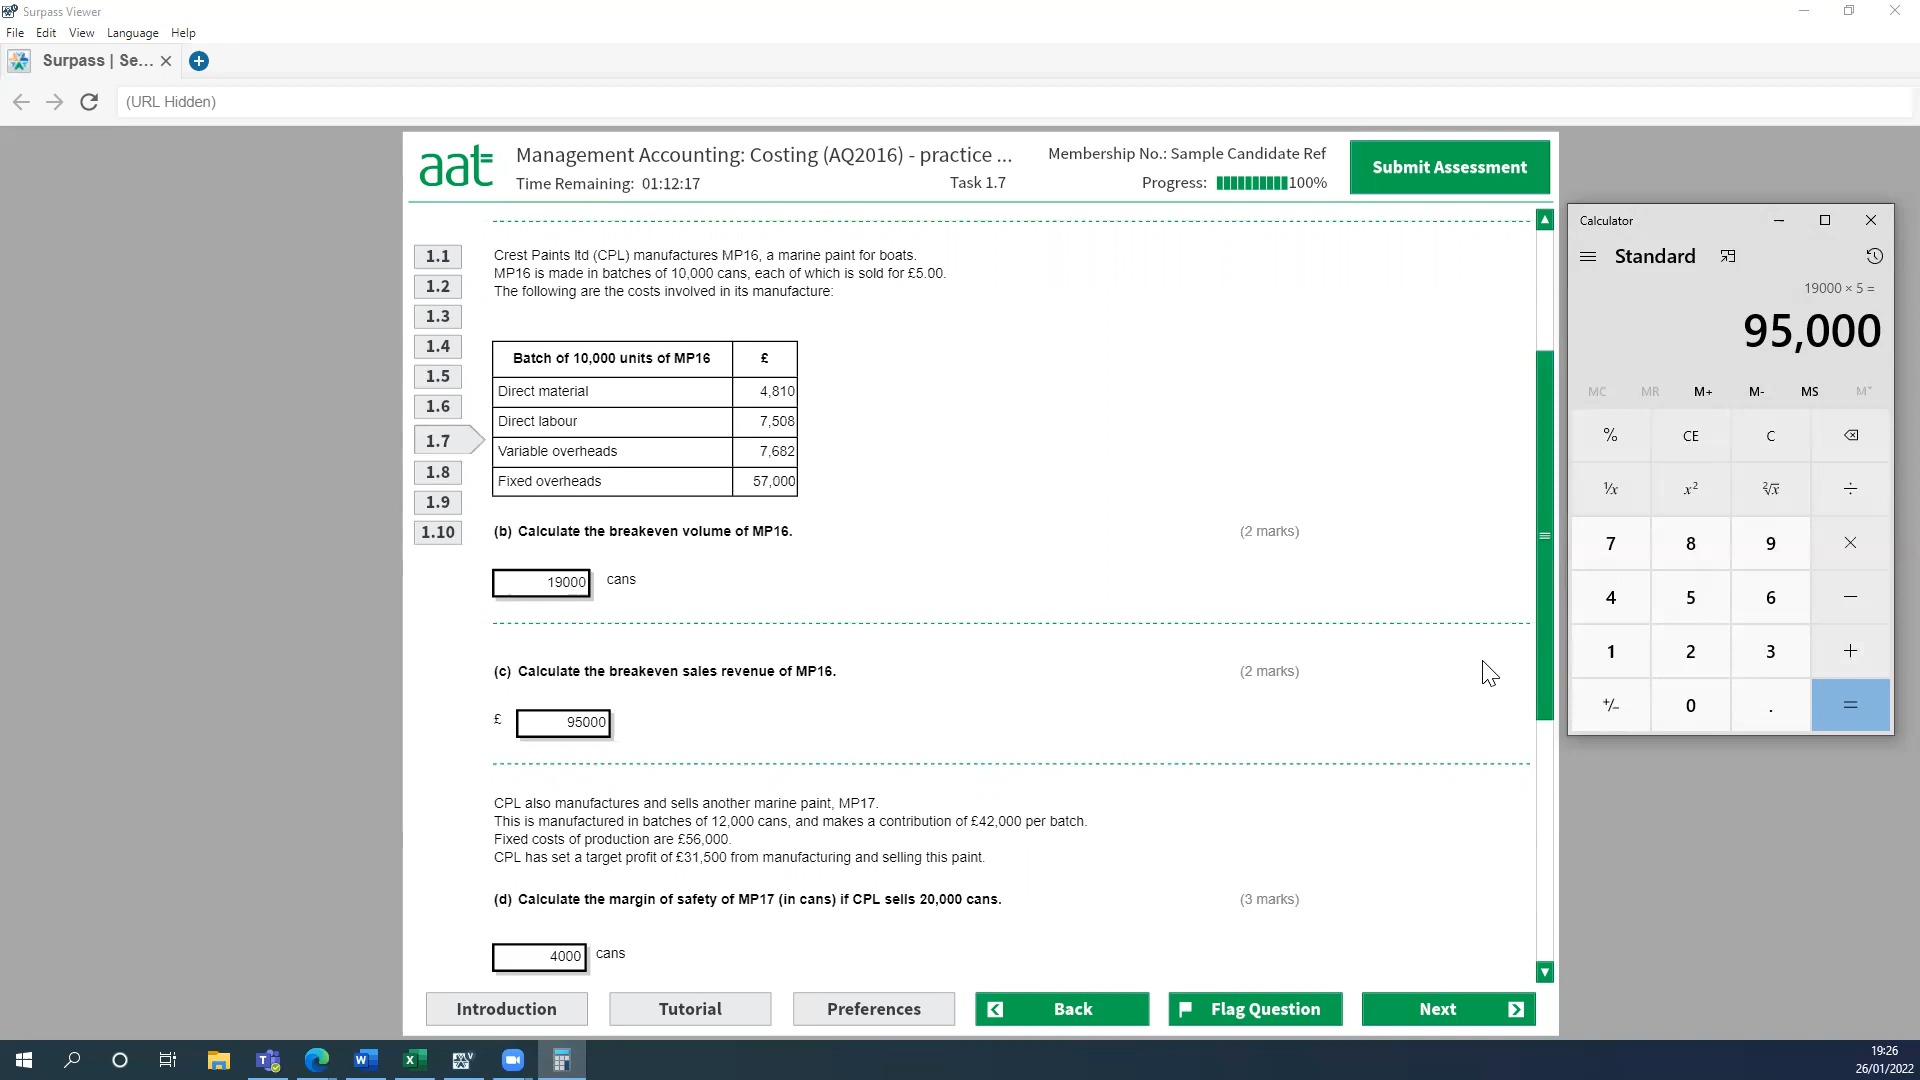 Surpass Viewer
File Edit View Language Help
Surpass | Se...
(URL Hidden)
aat
Management Accounting: Costing (AQ2016) - practice ...
Membership No.: Sample Candidate Ref
Submit Assessment
Time Remaining: 01:12:17
Task 1.7
Progress: 100%
1.1
1.2
1.3
1.4
1.5
1.6
1.7
1.8
1.9
1.10
Crest Paints ltd (CPL) manufactures MP16, a marine paint for boats.
MP16 is made in batches of 10,000 cans, each of which is sold for £5.00.
The following are the costs involved in its manufacture:
Batch of 10,000 units of MP16 £
Direct material 4,810
Direct labour 7,508
Variable overheads 7,682
Fixed overheads 57,000
(b) Calculate the breakeven volume of MP16. (2 marks)
19000 cans
(c) Calculate the breakeven sales revenue of MP16. (2 marks)
£ 95000
CPL also manufactures and sells another marine paint, MP17.
This is manufactured in batches of 12,000 cans, and makes a contribution of £42,000 per batch.
Fixed costs of production are £56,000.
CPL has set a target profit of £31,500 from manufacturing and selling this paint.
(d) Calculate the margin of safety of MP17 (in cans) if CPL sells 20,000 cans. (3 marks)
4000 cans
Introduction Tutorial Preferences Back Flag Question Next
Calculator
Standard
19000 × 5 =
95,000
MC MR M+ M- MS M˅
% CE C
¹/x x² ²√x ÷
7 8 9 ×
4 5 6 −
1 2 3 +
+/− 0 . =
19:26
26/01/2022